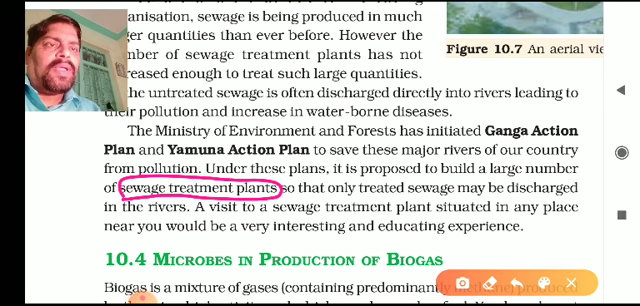 anisation, sewage is being produced in much
ger quantities than ever before. However the
mber of sewage treatment plants has not
reased enough to treat such large quantities.
the untreated sewage is often discharged directly into rivers leading to
their pollution and increase in water-borne diseases.
The Ministry of Environment and Forests has initiated Ganga Action
Plan and Yamuna Action Plan to save these major rivers of our country
from pollution. Under these plans, it is proposed to build a large number
of sewage treatment plants so that only treated sewage may be discharged
in the rivers. A visit to a sewage treatment plant situated in any place
near you would be a very interesting and educating experience.
10.4 MICROBES IN PRODUCTION OF BIOGAS
Biogas is a mixture of gases (containing predominantly methane) produced
Figure 10.7 An aerial vie